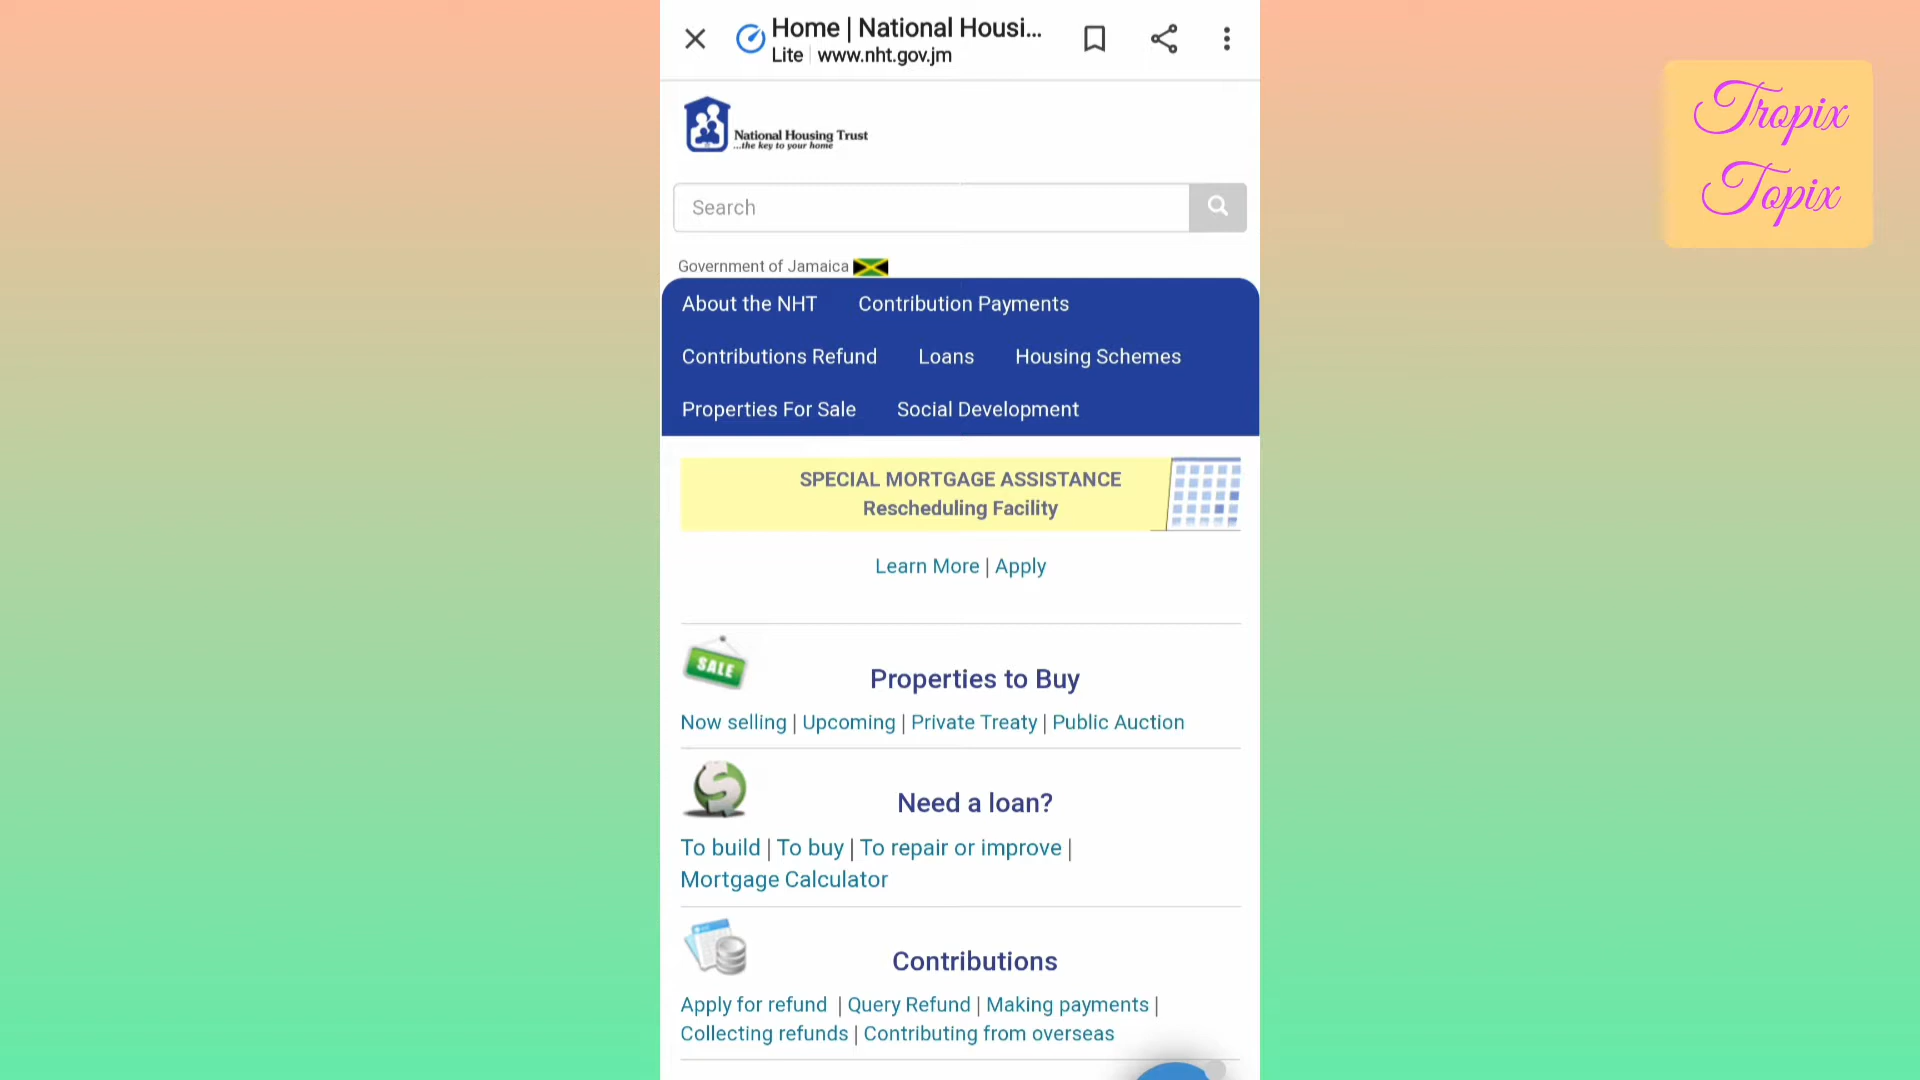 Home | National Housi...
Lite | www.nht.gov.jm
Tropix
Topix
National Housing Trust
...the key to your home
Search
Government of Jamaica
About the NHT Contribution Payments
Contributions Refund Loans Housing Schemes
Properties For Sale Social Development
SPECIAL MORTGAGE ASSISTANCE
Rescheduling Facility
Learn More | Apply
SALE
Properties to Buy
Now selling | Upcoming | Private Treaty | Public Auction
Need a loan?
To build | To buy | To repair or improve |
Mortgage Calculator
Contributions
Apply for refund | Query Refund | Making payments |
Collecting refunds | Contributing from overseas